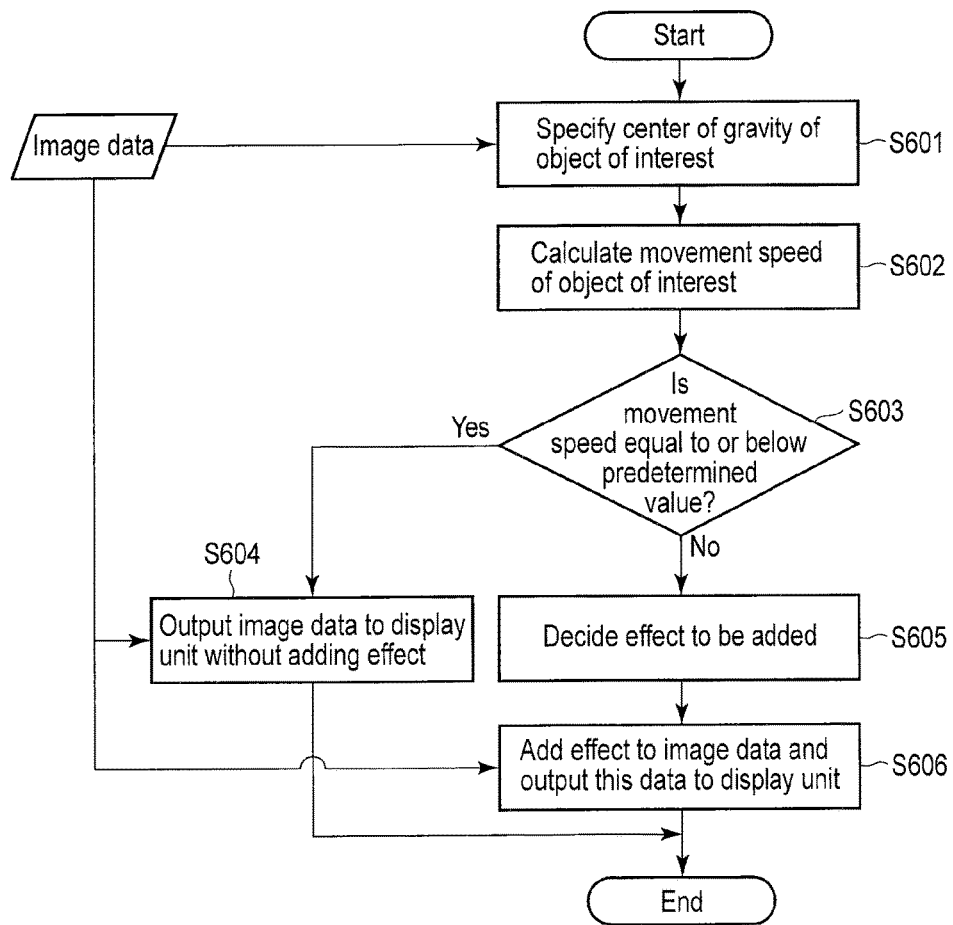 Start
Image data
Specify center of gravity of
object of interest
S601
Calculate movement speed
of object of interest
S602
Is
movement
speed equal to or below
predetermined
value?
S603
Yes
No
S604
Output image data to display
unit without adding effect
Decide effect to be added
S605
Add effect to image data and
output this data to display unit
S606
End